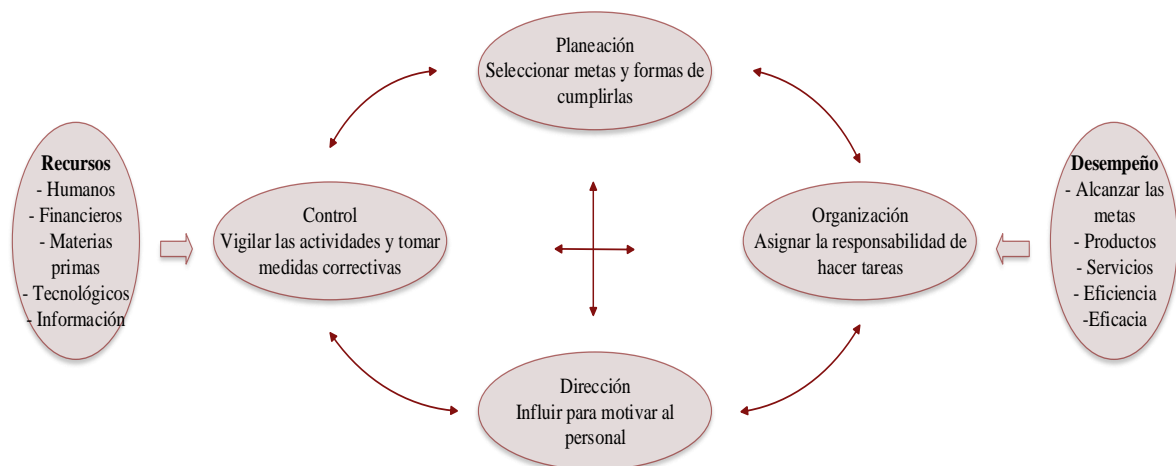 Planeación
Seleccionar metas y formas de
cumplirlas
Recursos
- Humanos
- Financieros
- Materias
primas
- Tecnológicos
- Información
Control
Vigilar las actividades y tomar
medidas correctivas
Organización
Asignar la responsabilidad de
hacer tareas
Desempeño
- Alcanzar las
metas
- Productos
- Servicios
- Eficiencia
-Eficacia
Dirección
Influir para motivar al
personal